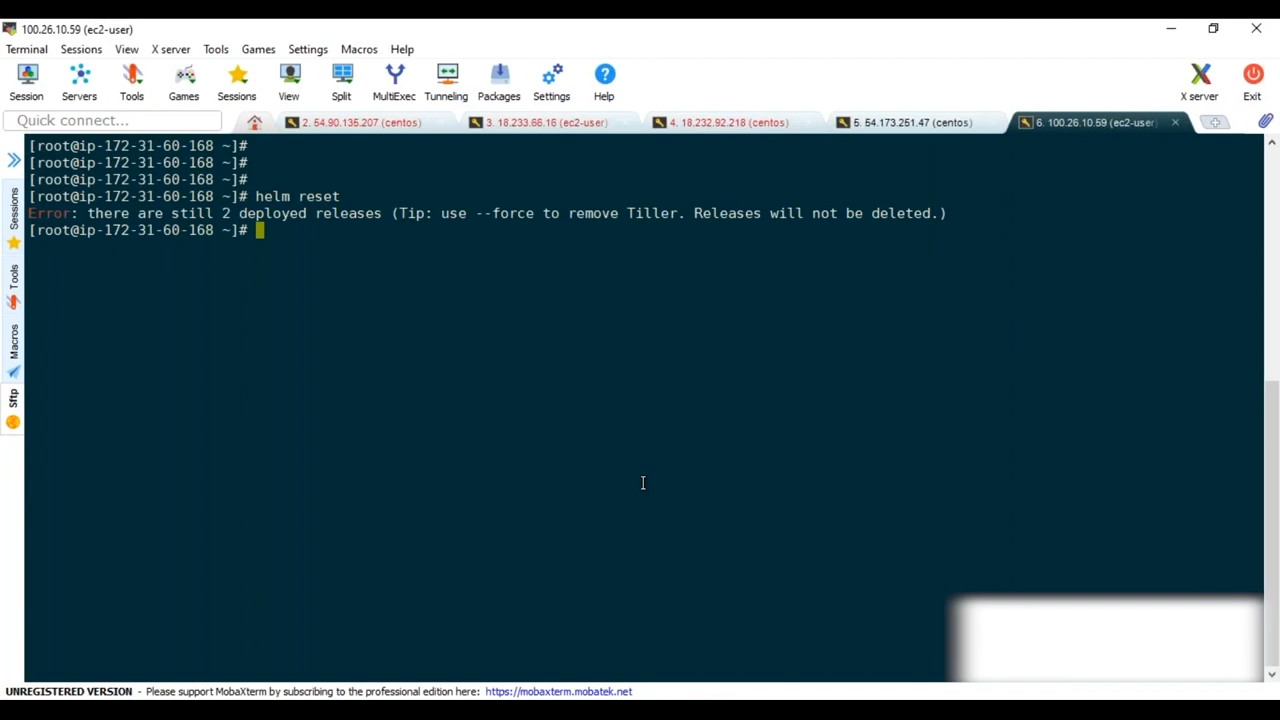 100.26.10.59 (ec2-user)
Terminal Sessions View X server Tools Games Settings Macros Help
Session Servers Tools Games Sessions View Split MultiExec Tunneling Packages Settings Help X server Exit
Quick connect... 2. 54.90.135.207 (centos) 3. 18.233.66.16 (ec2-user) 4. 18.232.92.218 (centos) 5. 54.173.251.47 (centos) 6. 100.26.10.59 (ec2-user)
[root@ip-172-31-60-168 ~]#
[root@ip-172-31-60-168 ~]#
[root@ip-172-31-60-168 ~]#
[root@ip-172-31-60-168 ~]# helm reset
Error: there are still 2 deployed releases (Tip: use --force to remove Tiller. Releases will not be deleted.)
[root@ip-172-31-60-168 ~]#
Sessions
Tools
Macros
Sftp
UNREGISTERED VERSION - Please support MobaXterm by subscribing to the professional edition here: https://mobaxterm.mobatek.net